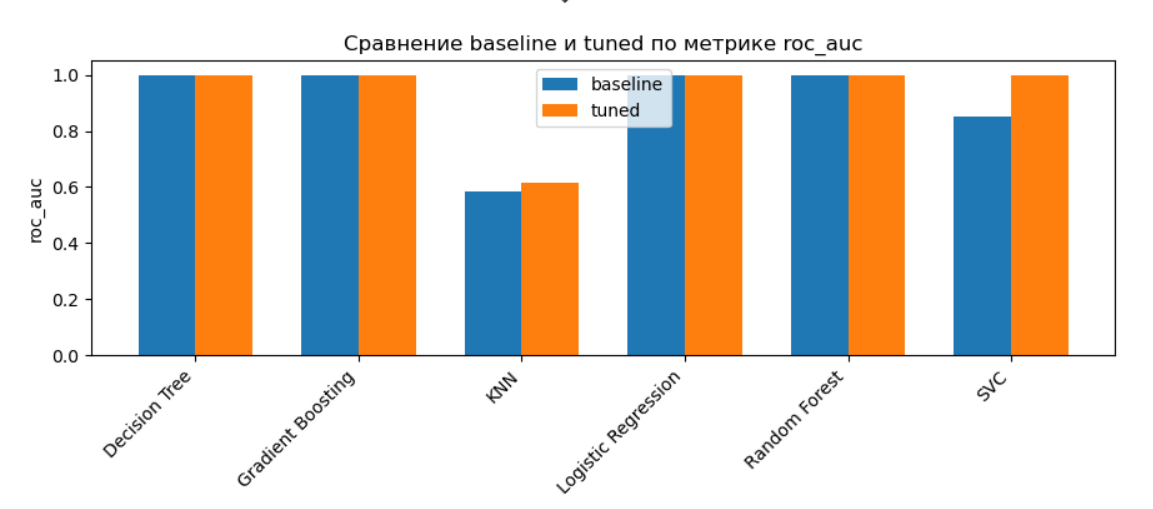 Сравнение baseline и tuned по метрике roc_auc
baseline
tuned
roc_auc
1.0
0.8
0.6
0.4
0.2
0.0
Decision Tree
Gradient Boosting
KNN
Logistic Regression
Random Forest
SVC